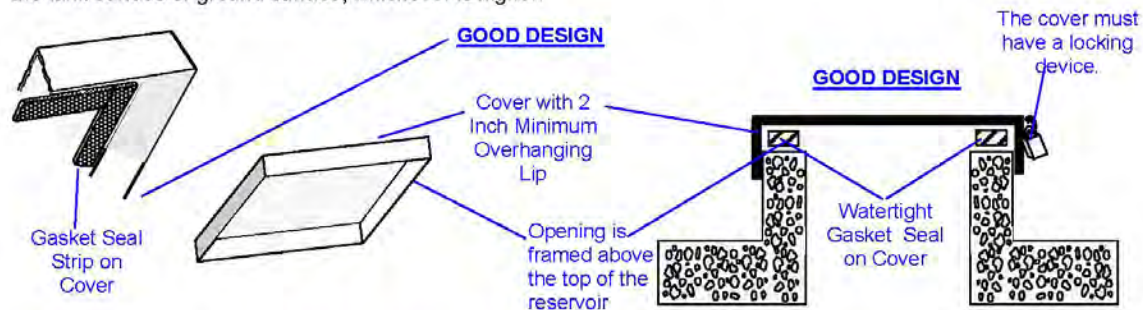 GOOD DESIGN
Cover with 2
Inch Minimum
Overhanging
Lip
Gasket Seal
Strip on
Cover
Opening is
framed above
the top of the
reservoir
GOOD DESIGN
The cover must
have a locking
device.
Watertight
Gasket Seal
on Cover